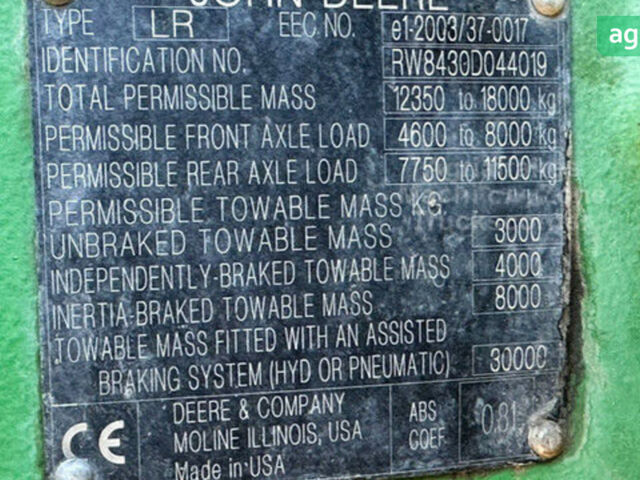 JOHN DEERE
TYPE LR EEC NO. e1-2003/37-0017
IDENTIFICATION NO. RW8430D044019
TOTAL PERMISSIBLE MASS 12350 to 18000 kg
PERMISSIBLE FRONT AXLE LOAD 4600 to 8000 kg
PERMISSIBLE REAR AXLE LOAD 7750 to 11500 kg
PERMISSIBLE TOWABLE MASS KG.
UNBRAKED TOWABLE MASS 3000
INDEPENDENTLY-BRAKED TOWABLE MASS 4000
INERTIA-BRAKED TOWABLE MASS 8000
TOWABLE MASS FITTED WITH AN ASSISTED
BRAKING SYSTEM (HYD OR PNEUMATIC) 30000
CE DEERE & COMPANY ABS
MOLINE ILLINOIS, USA COEF 0.81
Made in USA
ag